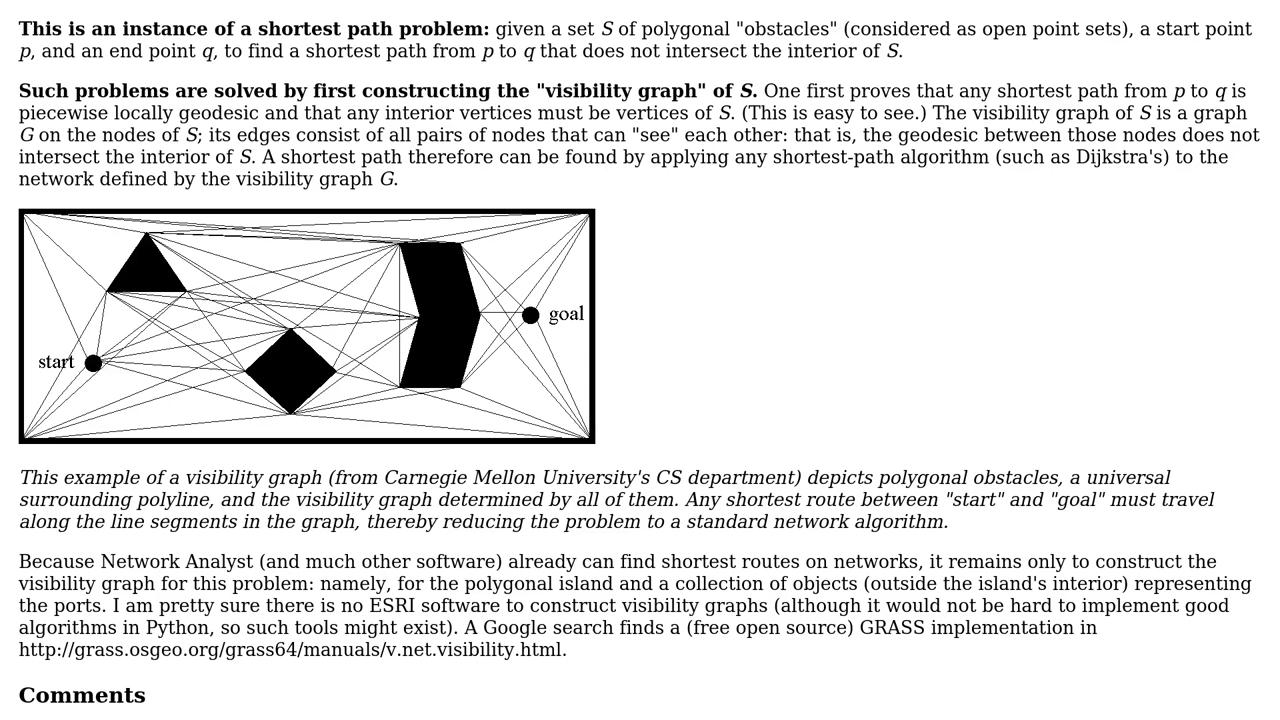 This is an instance of a shortest path problem: given a set S of polygonal "obstacles" (considered as open point sets), a start point
p, and an end point q, to find a shortest path from p to q that does not intersect the interior of S.
Such problems are solved by first constructing the "visibility graph" of S. One first proves that any shortest path from p to q is
piecewise locally geodesic and that any interior vertices must be vertices of S. (This is easy to see.) The visibility graph of S is a graph
G on the nodes of S; its edges consist of all pairs of nodes that can "see" each other: that is, the geodesic between those nodes does not
intersect the interior of S. A shortest path therefore can be found by applying any shortest-path algorithm (such as Dijkstra's) to the
network defined by the visibility graph G.
start
goal
This example of a visibility graph (from Carnegie Mellon University's CS department) depicts polygonal obstacles, a universal
surrounding polyline, and the visibility graph determined by all of them. Any shortest route between "start" and "goal" must travel
along the line segments in the graph, thereby reducing the problem to a standard network algorithm.
Because Network Analyst (and much other software) already can find shortest routes on networks, it remains only to construct the
visibility graph for this problem: namely, for the polygonal island and a collection of objects (outside the island's interior) representing
the ports. I am pretty sure there is no ESRI software to construct visibility graphs (although it would not be hard to implement good
algorithms in Python, so such tools might exist). A Google search finds a (free open source) GRASS implementation in
http://grass.osgeo.org/grass64/manuals/v.net.visibility.html.
Comments